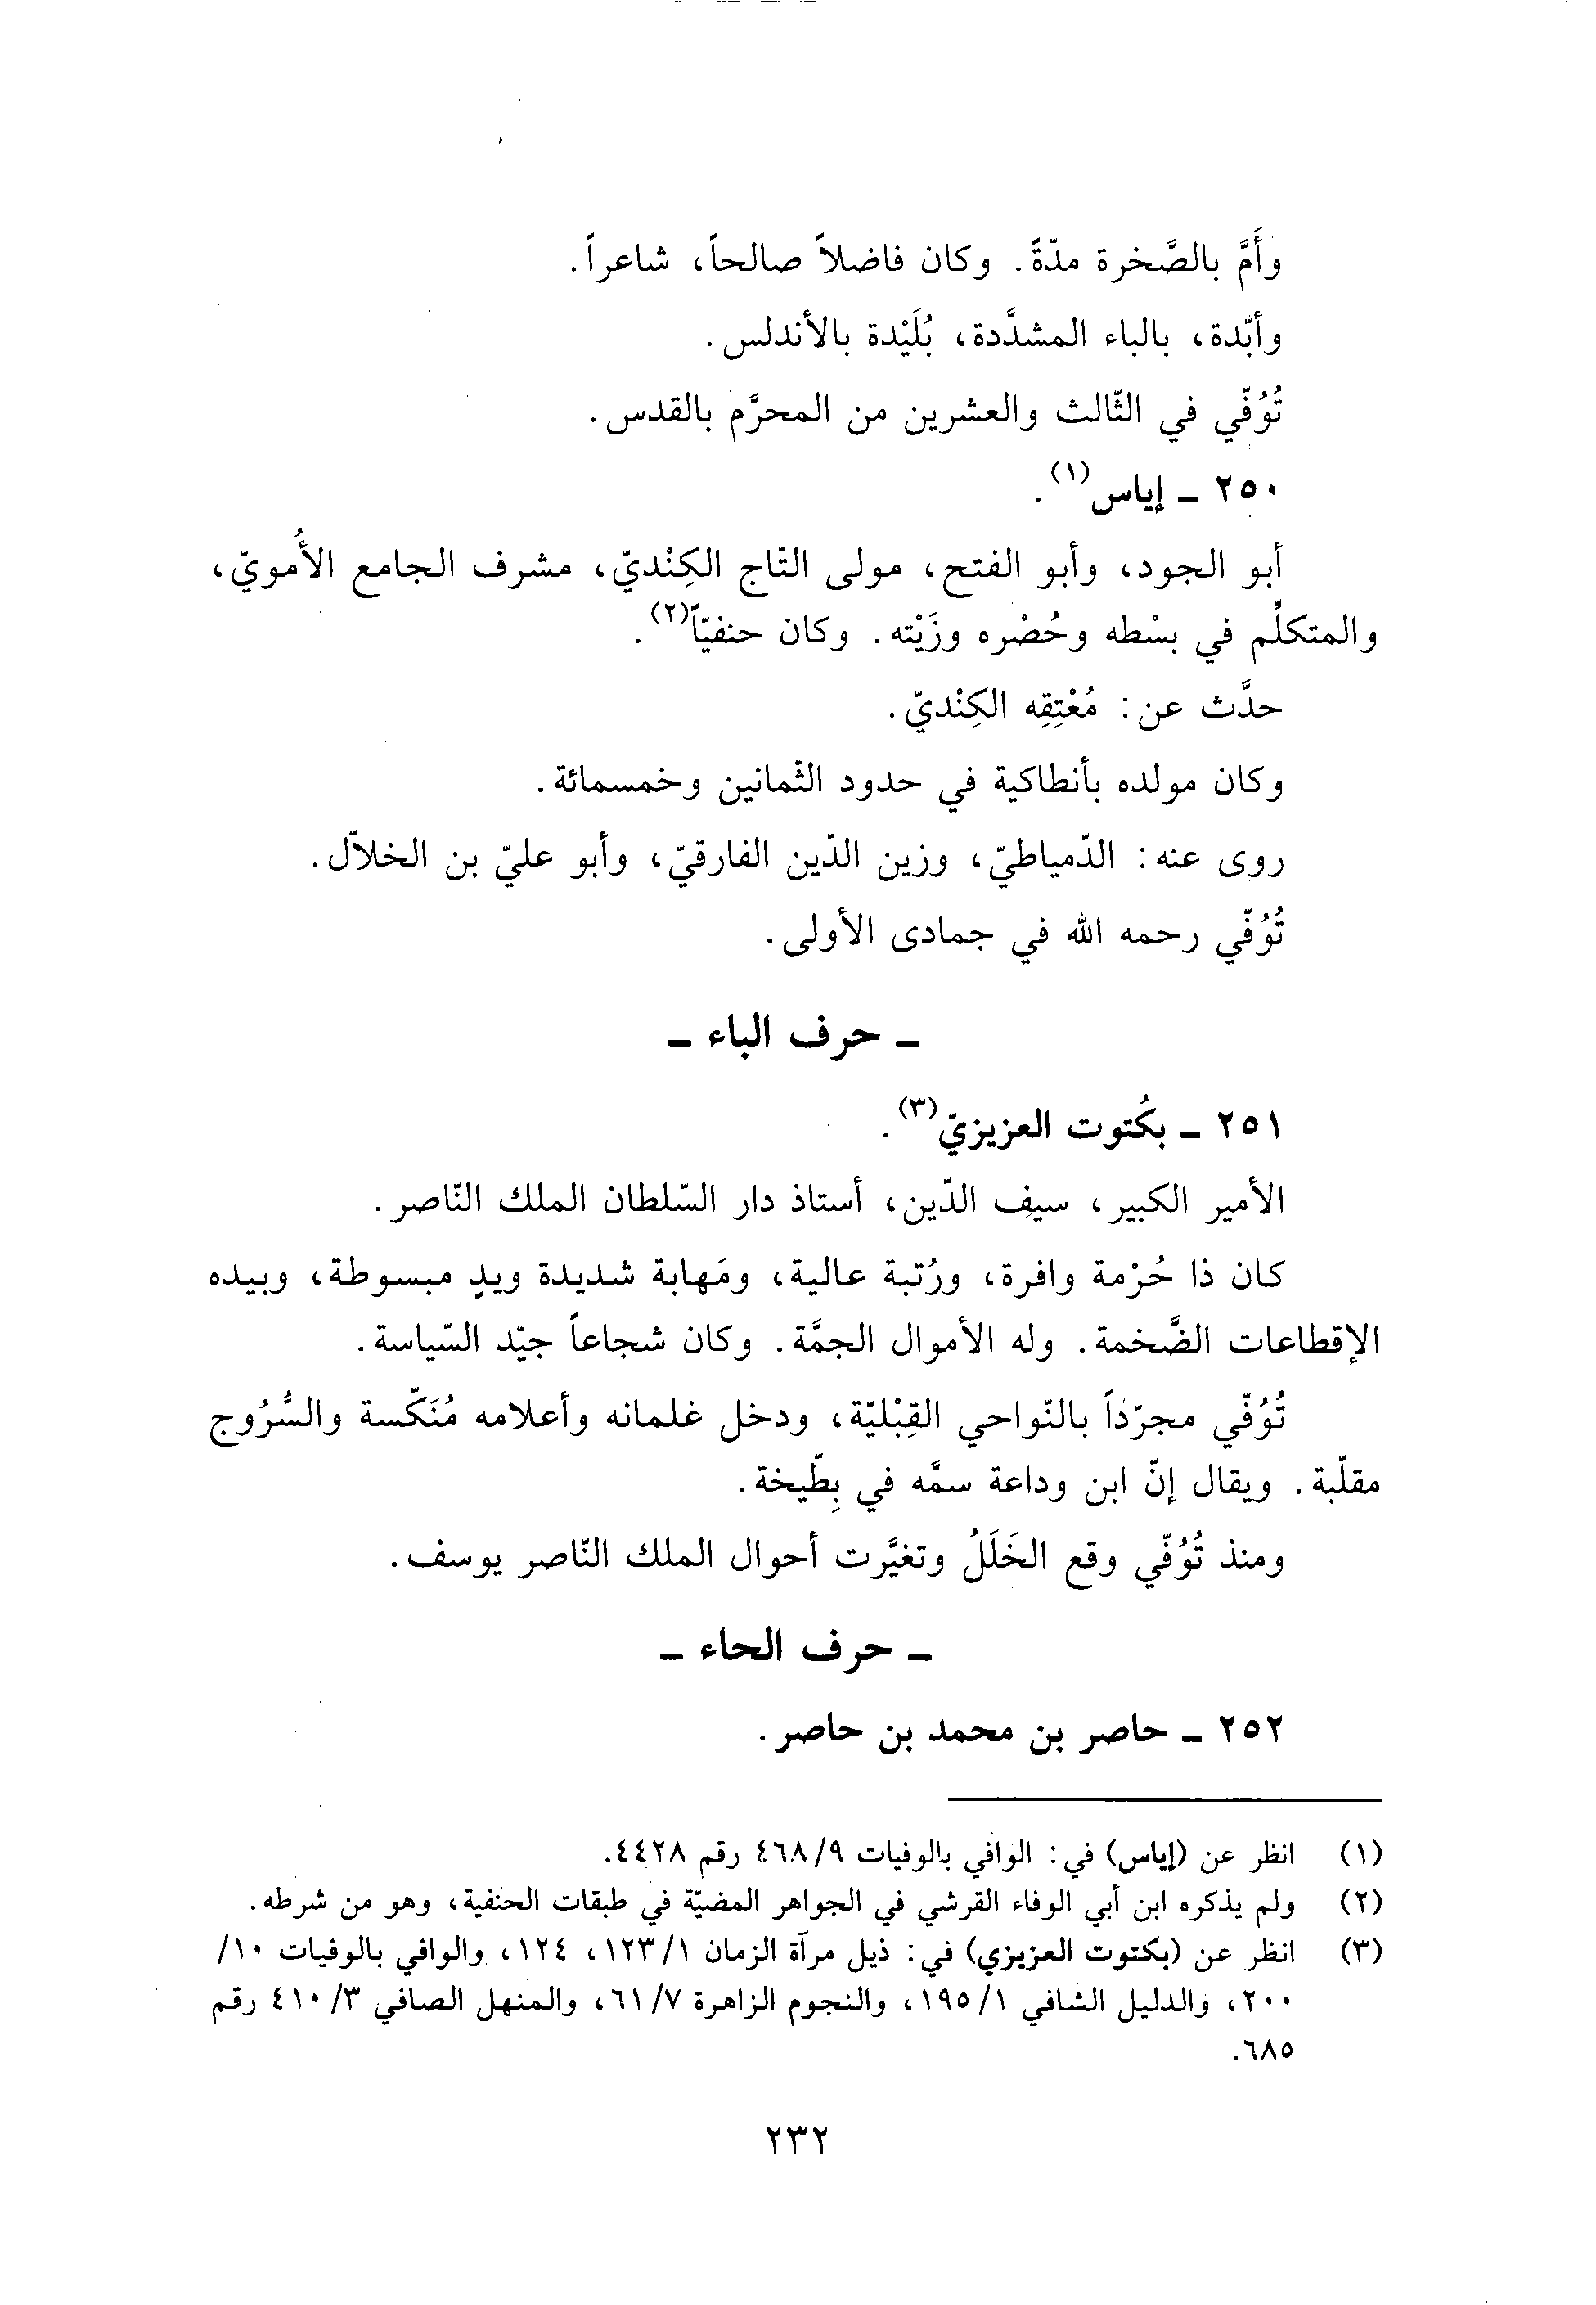 وأَمَّ بالصَّخرة مدّةً. وكان فاضلاً صالحاً، شاعراً.
وأبّدة، بالباء المشدَّدة، بُلَيْدة بالأندلس.
تُوُفّي في الثّالث والعشرين من المحرَّم بالقدس.
٢٥٠ - إياس(١).
أبو الجود، وأبو الفتح، مولى التّاج الكِنْديّ، مشرف الجامع الأُمويّ،
والمتكلِّم في بسْطه وحُصْره وزَيْته. وكان حنفيّاً(٢).
حدَّث عن: مُعْتِقِه الكِنْديّ.
وكان مولده بأنطاكية في حدود الثّمانين وخمسمائة.
روى عنه: الدّمياطيّ، وزين الدّين الفارقيّ، وأبو عليّ بن الخلاّل.
تُوُفّي رحمه الله في جمادى الأولى.
- حرف الباء -
٢٥١ - بكُتوت العزيزيّ(٣).
الأمير الكبير، سيف الدّين، أستاذ دار السّلطان الملك النّاصر.
كان ذا حُرْمة وافرة، ورُتبة عالية، ومَهابة شديدة ويدٍ مبسوطة، وبيده
الإقطاعات الضَّخمة. وله الأموال الجمَّة. وكان شجاعاً جيّد السّياسة.
تُوُفّي مجرّداً بالنّواحي القِبْليّة، ودخل غلمانه وأعلامه مُنَكّسة والسُّرُوج
مقلّبة. ويقال إنّ ابن وداعة سمَّه في بِطّيخة.
ومنذ تُوُفّي وقع الخَلَلُ وتغيَّرت أحوال الملك النّاصر يوسف.
- حرف الحاء -
٢٥٢ - حاصر بن محمد بن حاصر.
(١) انظر عن (إياس) في: الوافي بالوفيات ٩/٤٦٨ رقم ٤٤٢٨.
(٢) ولم يذكره ابن أبي الوفاء القرشي في الجواهر المضيّة في طبقات الحنفية، وهو من شرطه.
(٣) انظر عن (بكتوت العزيزي) في: ذيل مرآة الزمان ١/١٢٣، ١٢٤، والوافي بالوفيات ١٠/
٢٠٠، والدليل الشافي ١/١٩٥، والنجوم الزاهرة ٧/٦١، والمنهل الصافي ٣/٤١٠ رقم
٦٨٥.
٢٣٢